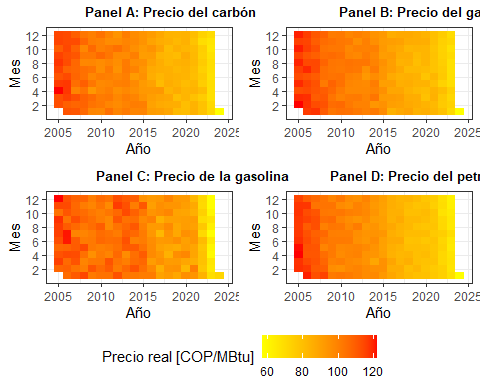 Panel A: Precio del carbón
Panel B: Precio del ga
Mes
12
10
8
6
4
2
2005 2010 2015 2020 2025
Año
Mes
12
10
8
6
4
2
2005 2010 2015 2020 2025
Año
Panel C: Precio de la gasolina
Panel D: Precio del petr
Mes
12
10
8
6
4
2
2005 2010 2015 2020 2025
Año
Mes
12
10
8
6
4
2
2005 2010 2015 2020 2025
Año
Precio real [COP/MBtu]
60 80 100 120